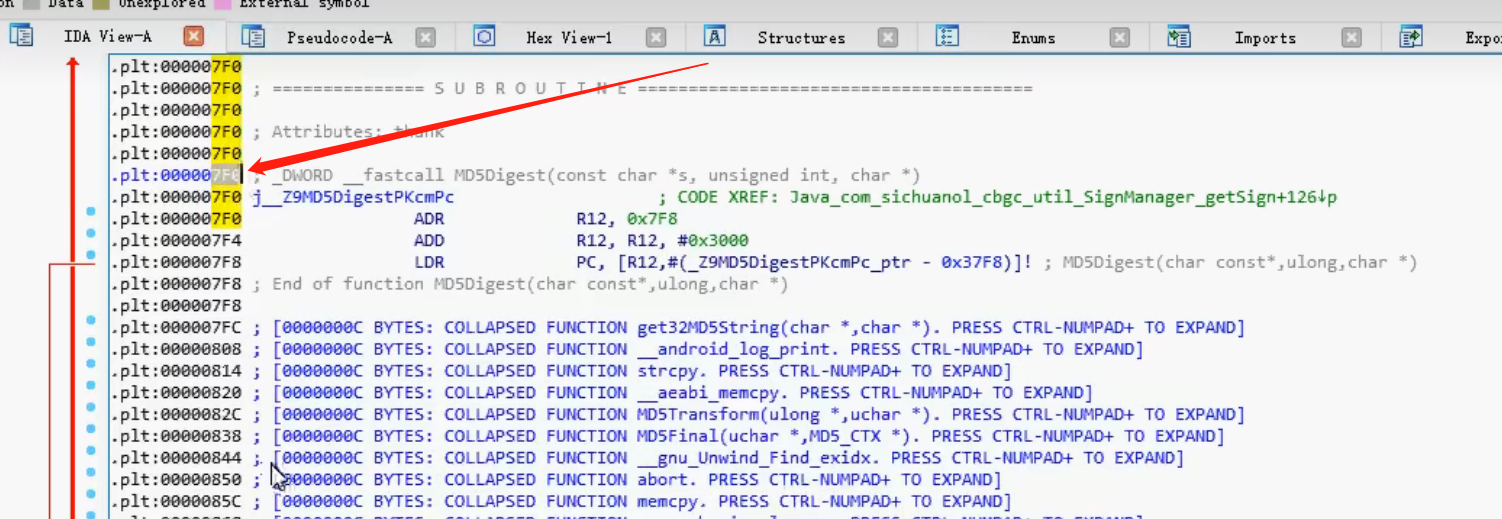 Data Unexplored External symbol
IDA View-A Pseudocode-A Hex View-1 Structures Enums Imports Expo
.plt:000007F0
.plt:000007F0 ; =============== S U B R O U T I N E =======================================
.plt:000007F0
.plt:000007F0 ; Attributes: thunk
.plt:000007F0
.plt:000007F0 ; _DWORD __fastcall MD5Digest(const char *s, unsigned int, char *)
.plt:000007F0 j__Z9MD5DigestPKcmPc ; CODE XREF: Java_com_sichuanol_cbgc_util_SignManager_getSign+126↓p
.plt:000007F0 ADR R12, 0x7F8
.plt:000007F4 ADD R12, R12, #0x3000
.plt:000007F8 LDR PC, [R12,#(_Z9MD5DigestPKcmPc_ptr - 0x37F8)]! ; MD5Digest(char const*,ulong,char *)
.plt:000007F8 ; End of function MD5Digest(char const*,ulong,char *)
.plt:000007F8
.plt:000007FC ; [0000000C BYTES: COLLAPSED FUNCTION get32MD5String(char *,char *). PRESS CTRL-NUMPAD+ TO EXPAND]
.plt:00000808 ; [0000000C BYTES: COLLAPSED FUNCTION __android_log_print. PRESS CTRL-NUMPAD+ TO EXPAND]
.plt:00000814 ; [0000000C BYTES: COLLAPSED FUNCTION strcpy. PRESS CTRL-NUMPAD+ TO EXPAND]
.plt:00000820 ; [0000000C BYTES: COLLAPSED FUNCTION __aeabi_memcpy. PRESS CTRL-NUMPAD+ TO EXPAND]
.plt:0000082C ; [0000000C BYTES: COLLAPSED FUNCTION MD5Transform(ulong *,uchar *). PRESS CTRL-NUMPAD+ TO EXPAND]
.plt:00000838 ; [0000000C BYTES: COLLAPSED FUNCTION MD5Final(uchar *,MD5_CTX *). PRESS CTRL-NUMPAD+ TO EXPAND]
.plt:00000844 ; [0000000C BYTES: COLLAPSED FUNCTION __gnu_Unwind_Find_exidx. PRESS CTRL-NUMPAD+ TO EXPAND]
.plt:00000850 ; [0000000C BYTES: COLLAPSED FUNCTION abort. PRESS CTRL-NUMPAD+ TO EXPAND]
.plt:0000085C ; [0000000C BYTES: COLLAPSED FUNCTION memcpy. PRESS CTRL-NUMPAD+ TO EXPAND]